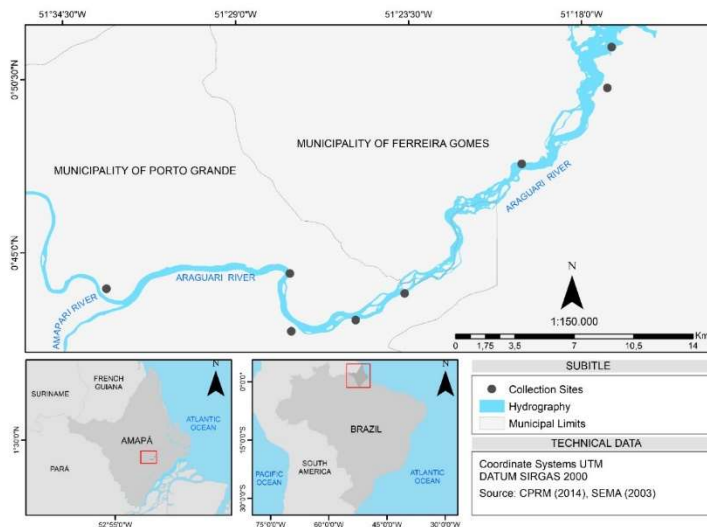 51°34'30"W
51°29'0"W
51°23'30"W
51°18'0"W
0°50'30"N
0°45'0"N
MUNICIPALITY OF FERREIRA GOMES
MUNICIPALITY OF PORTO GRANDE
ARAGUARI RIVER
ARAGUARI RIVER
AMAPARI RIVER
N
1:150.000
Km
0 1,75 3,5 7 10,5 14
SURINAME
FRENCH GUIANA
N
ATLANTIC OCEAN
AMAPÁ
PARÁ
1°30'0"N
52°55'0"W
N
0°0'0"
15°0'0"S
30°0'0"S
BRAZIL
PACIFIC OCEAN
SOUTH AMERICA
ATLANTIC OCEAN
75°0'0"W
60°0'0"W
45°0'0"W
30°0'0"W
SUBTITLE
Collection Sites
Hydrography
Municipal Limits
TECHNICAL DATA
Coordinate Systems UTM
DATUM SIRGAS 2000
Source: CPRM (2014), SEMA (2003)